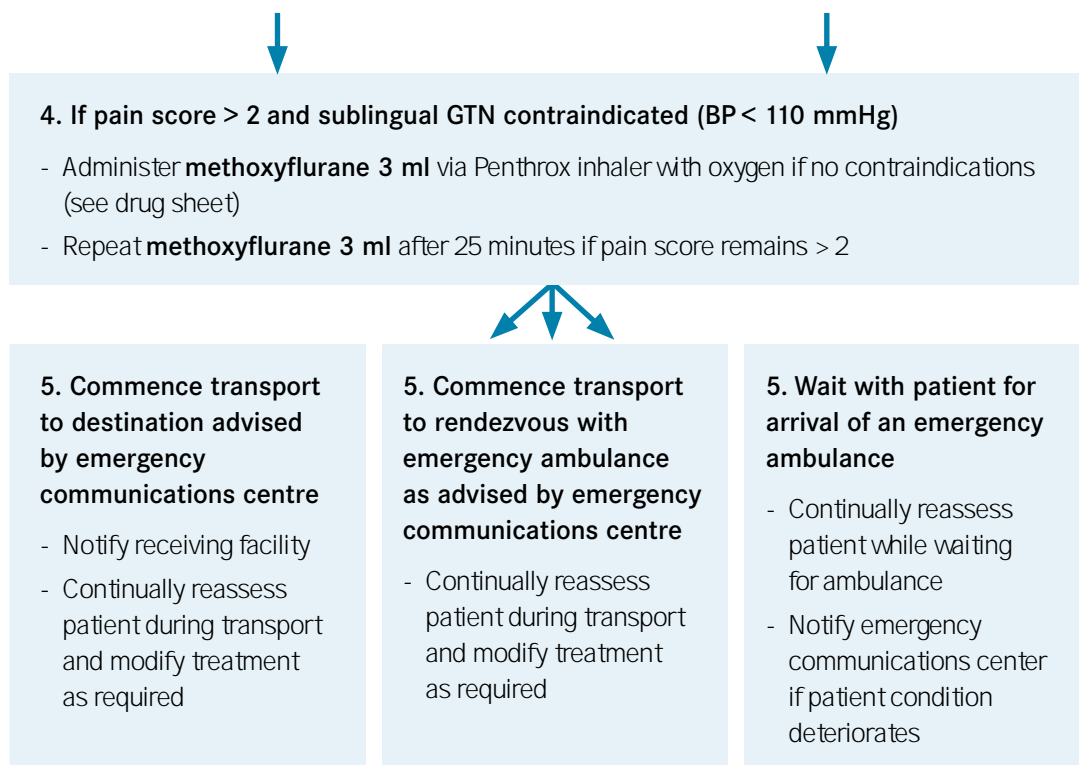 4. If pain score > 2 and sublingual GTN contraindicated (BP < 110 mmHg)
- Administer methoxyflurane 3 ml via Penthrox inhaler with oxygen if no contraindications
(see drug sheet)
- Repeat methoxyflurane 3 ml after 25 minutes if pain score remains > 2
5. Commence transport
to destination advised
by emergency
communications centre
- Notify receiving facility
- Continually reassess
patient during transport
and modify treatment
as required
5. Commence transport
to rendezvous with
emergency ambulance
as advised by emergency
communications centre
- Continually reassess
patient during transport
and modify treatment
as required
5. Wait with patient for
arrival of an emergency
ambulance
- Continually reassess
patient while waiting
for ambulance
- Notify emergency
communications center
if patient condition
deteriorates